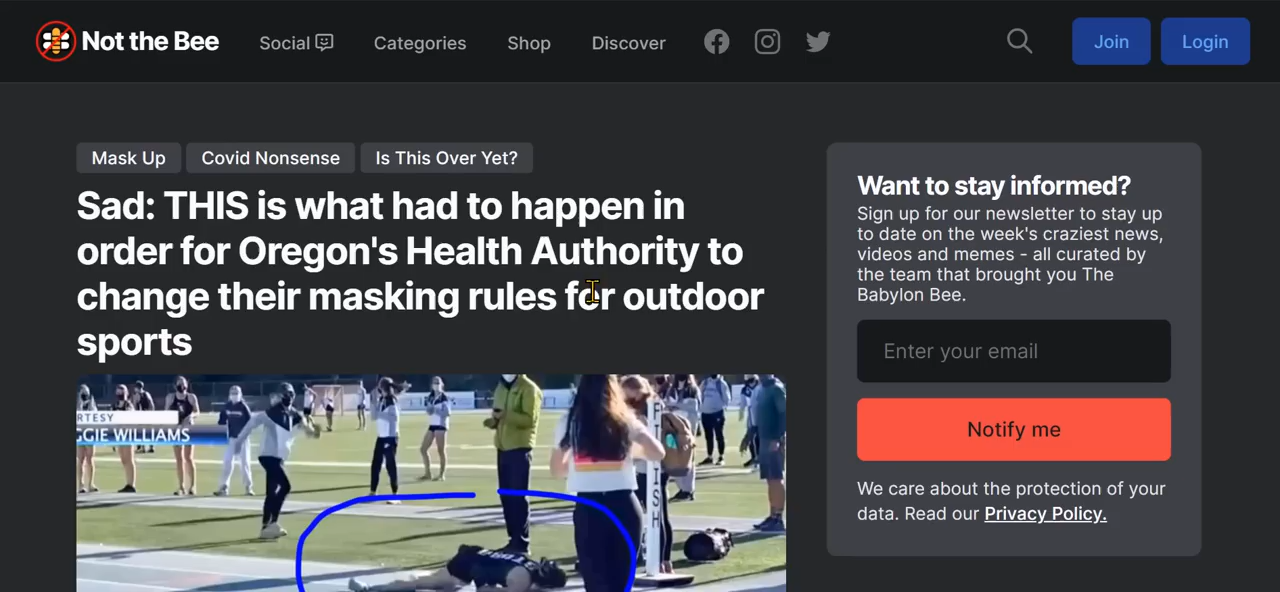 Not the Bee
Social
Categories
Shop
Discover
Join
Login
Mask Up
Covid Nonsense
Is This Over Yet?
Sad: THIS is what had to happen in
order for Oregon's Health Authority to
change their masking rules for outdoor
sports
RTESY
GGIE WILLIAMS
FINISH
Want to stay informed?
Sign up for our newsletter to stay up
to date on the week's craziest news,
videos and memes - all curated by
the team that brought you The
Babylon Bee.
Enter your email
Notify me
We care about the protection of your
data. Read our Privacy Policy.